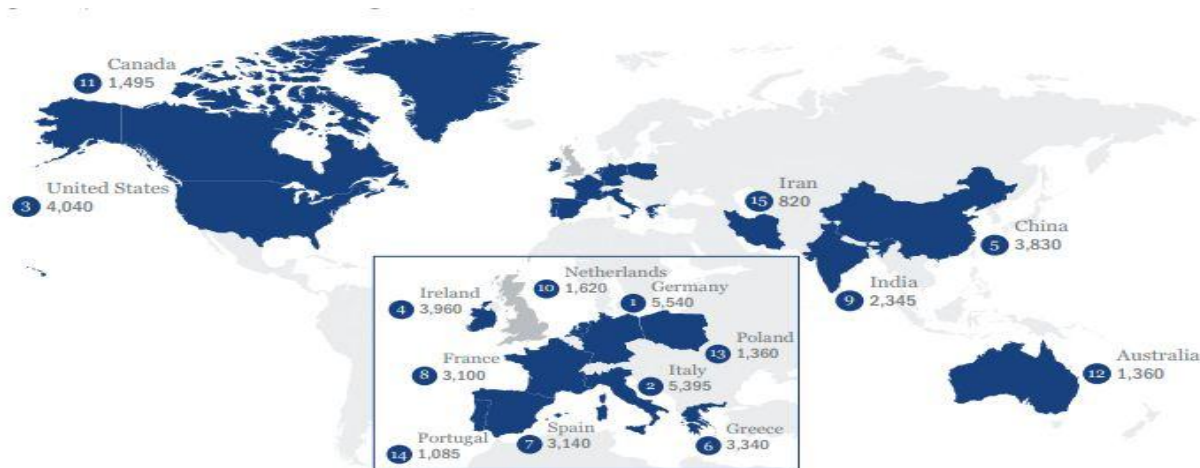 Canada
11 1,495
United States
3 4,040
Iran
15 820
China
5 3,830
India
9 2,345
Australia
12 1,360
Netherlands
10 1,620
Germany
1 5,540
Ireland
4 3,960
Poland
13 1,360
France
8 3,100
Italy
2 5,395
Spain
7 3,140
Greece
6 3,340
Portugal
14 1,085